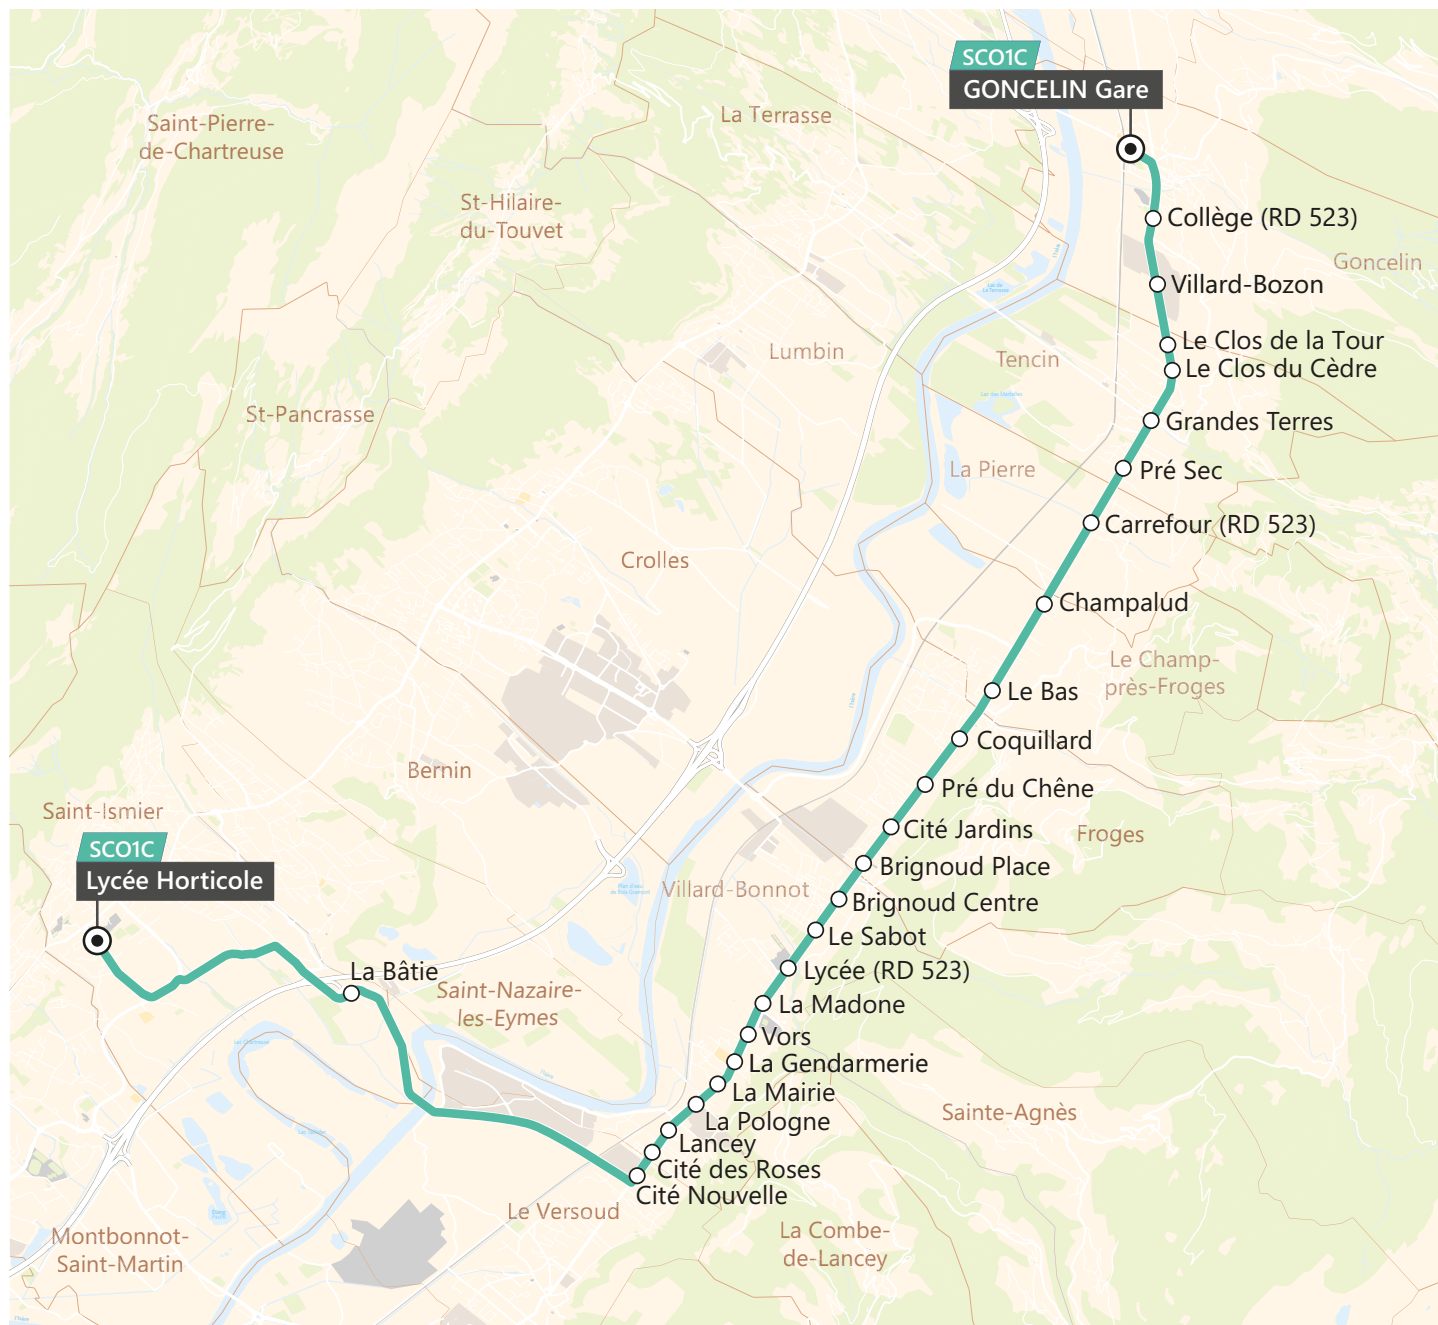 SCO1C
GONCELIN Gare
La Terrasse
Saint-Pierre-
de-Chartreuse
St-Hilaire-
du-Touvet
Collège (RD 523)
Goncelin
Villard-Bozon
Le Clos de la Tour
Lumbin
Tencin
Le Clos du Cèdre
St-Pancrasse
Grandes Terres
La Pierre
Pré Sec
Carrefour (RD 523)
Crolles
Champalud
Le Champ-
près-Froges
Le Bas
Coquillard
Bernin
Pré du Chêne
Saint-Ismier
Cité Jardins
Froges
SCO1C
Lycée Horticole
Brignoud Place
Villard-Bonnot
Brignoud Centre
Le Sabot
La Bâtie
Lycée (RD 523)
Saint-Nazaire-
les-Eymes
La Madone
Vors
La Gendarmerie
La Mairie
Sainte-Agnès
La Pologne
Lancey
Cité des Roses
Cité Nouvelle
Le Versoud
La Combe-
de-Lancey
Montbonnot-
Saint-Martin